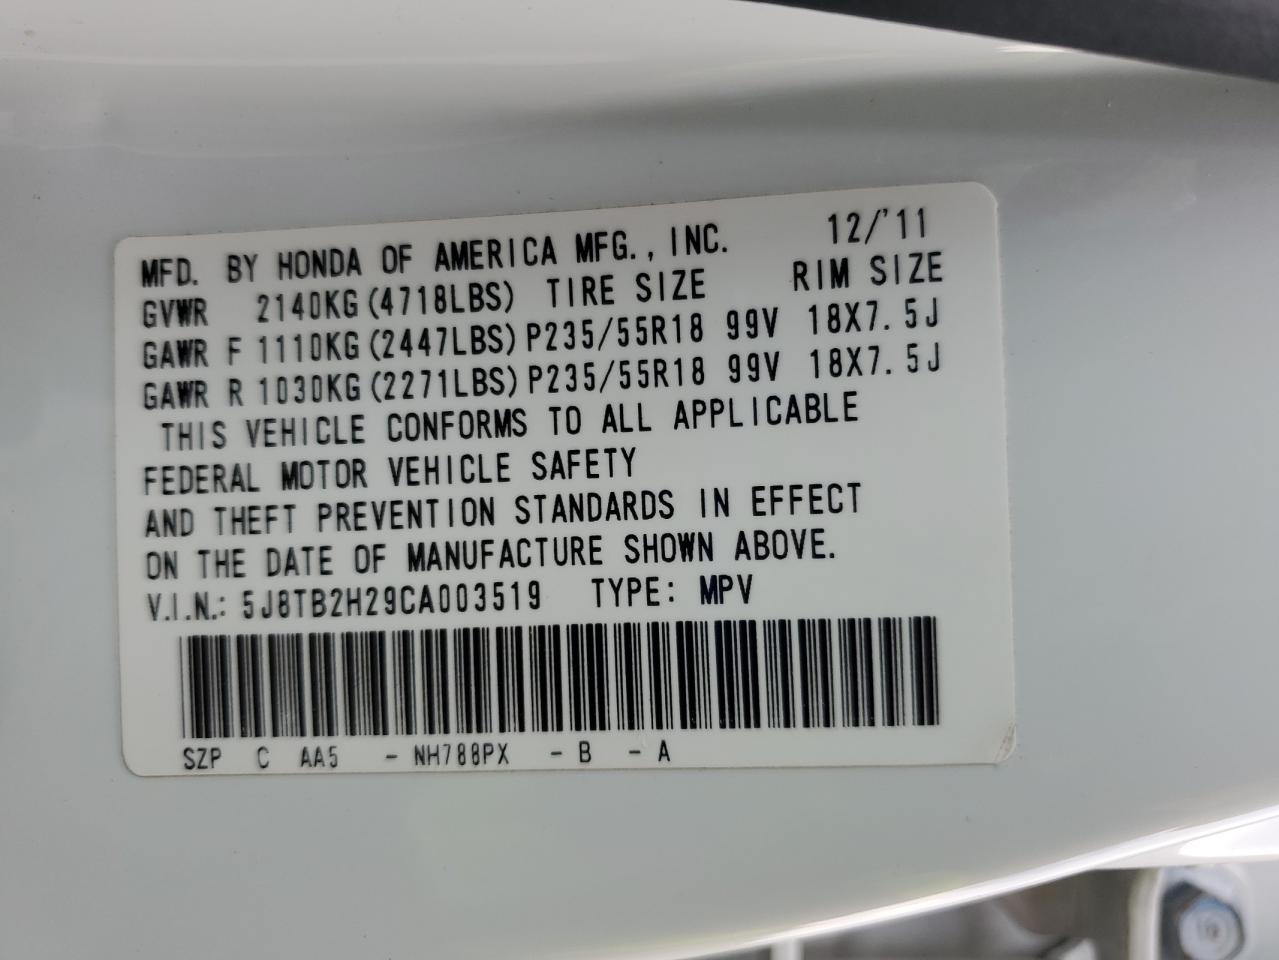 MFD. BY HONDA OF AMERICA MFG., INC. 12/'11
GVWR 2140KG (4718LBS) TIRE SIZE RIM SIZE
GAWR F 1110KG (2447LBS) P235/55R18 99V 18X7.5J
GAWR R 1030KG (2271LBS) P235/55R18 99V 18X7.5J
THIS VEHICLE CONFORMS TO ALL APPLICABLE
FEDERAL MOTOR VEHICLE SAFETY
AND THEFT PREVENTION STANDARDS IN EFFECT
ON THE DATE OF MANUFACTURE SHOWN ABOVE.
V.I.N.: 5J8TB2H29CA003519 TYPE: MPV
SZP C AA5 - NH788PX - B - A